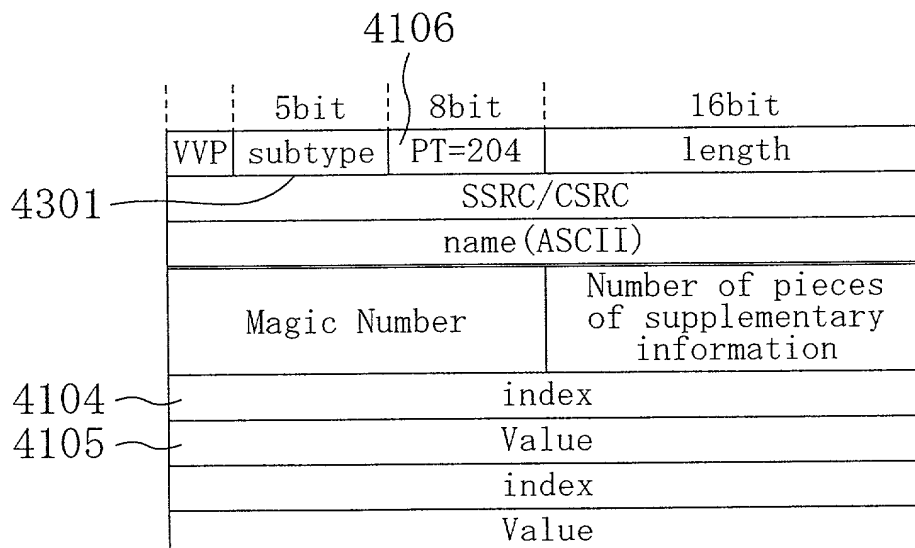 4106
5bit 8bit 16bit
VVP subtype PT=204 length
4301
SSRC/CSRC
name(ASCII)
Magic Number
Number of pieces
of supplementary
information
4104
index
4105
Value
index
Value